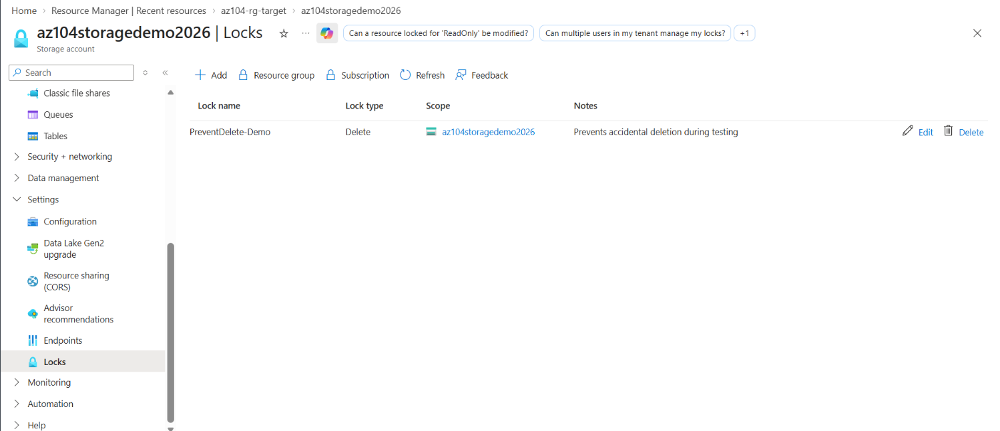 Home > Resource Manager | Recent resources > az104-rg-target > az104storagedemo2026
az104storagedemo2026 | Locks
Can a resource locked for 'ReadOnly' be modified?
Can multiple users in my tenant manage my locks?
+1
Storage account
Search
Add
Resource group
Subscription
Refresh
Feedback
Classic file shares
Queues
Tables
Security + networking
Data management
Settings
Configuration
Data Lake Gen2
upgrade
Resource sharing
(CORS)
Advisor
recommendations
Endpoints
Locks
Monitoring
Automation
Help
Lock name Lock type Scope Notes
PreventDelete-Demo Delete az104storagedemo2026 Prevents accidental deletion during testing Edit Delete